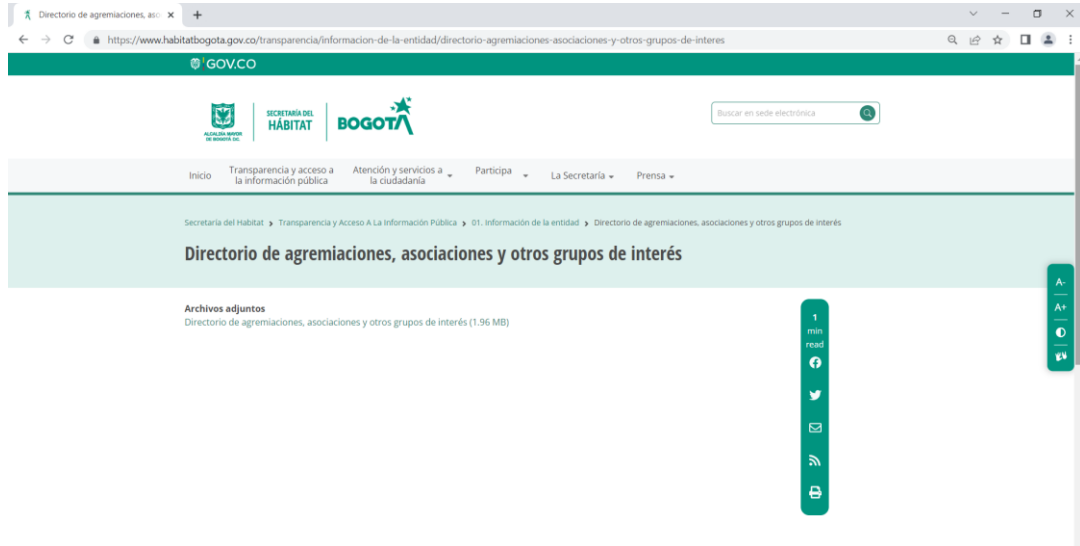 Directorio de agremiaciones, aso
https://www.habitatbogota.gov.co/transparencia/informacion-de-la-entidad/directorio-agremiaciones-asociaciones-y-otros-grupos-de-interes
GOV.CO
ALCALDÍA MAYOR
DE BOGOTÁ D.C.
SECRETARÍA DEL
HÁBITAT
BOGOTÁ
Buscar en sede electrónica
Inicio
Transparencia y acceso a
la información pública
Atención y servicios a
la ciudadanía
Participa
La Secretaría
Prensa
Secretaría del Habitat > Transparencia y Acceso A La Información Pública > 01. Información de la entidad > Directorio de agremiaciones, asociaciones y otros grupos de interés
Directorio de agremiaciones, asociaciones y otros grupos de interés
A-
A+
Archivos adjuntos
Directorio de agremiaciones, asociaciones y otros grupos de interés (1.96 MB)
1
min
read